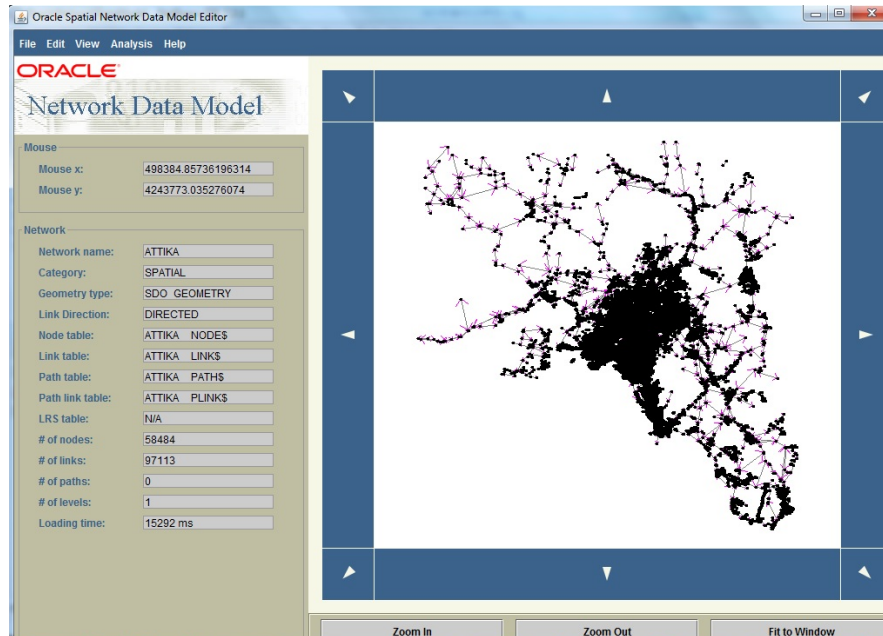 Oracle Spatial Network Data Model Editor
File Edit View Analysis Help
ORACLE
Network Data Model
Mouse
Mouse x: 498384.85736196314
Mouse y: 4243773.035276074
Network
Network name: ATTIKA
Category: SPATIAL
Geometry type: SDO GEOMETRY
Link Direction: DIRECTED
Node table: ATTIKA NODE$
Link table: ATTIKA LINK$
Path table: ATTIKA PATH$
Path link table: ATTIKA PLINK$
LRS table: N/A
# of nodes: 58484
# of links: 97113
# of paths: 0
# of levels: 1
Loading time: 15292 ms
Zoom In Zoom Out Fit to Window